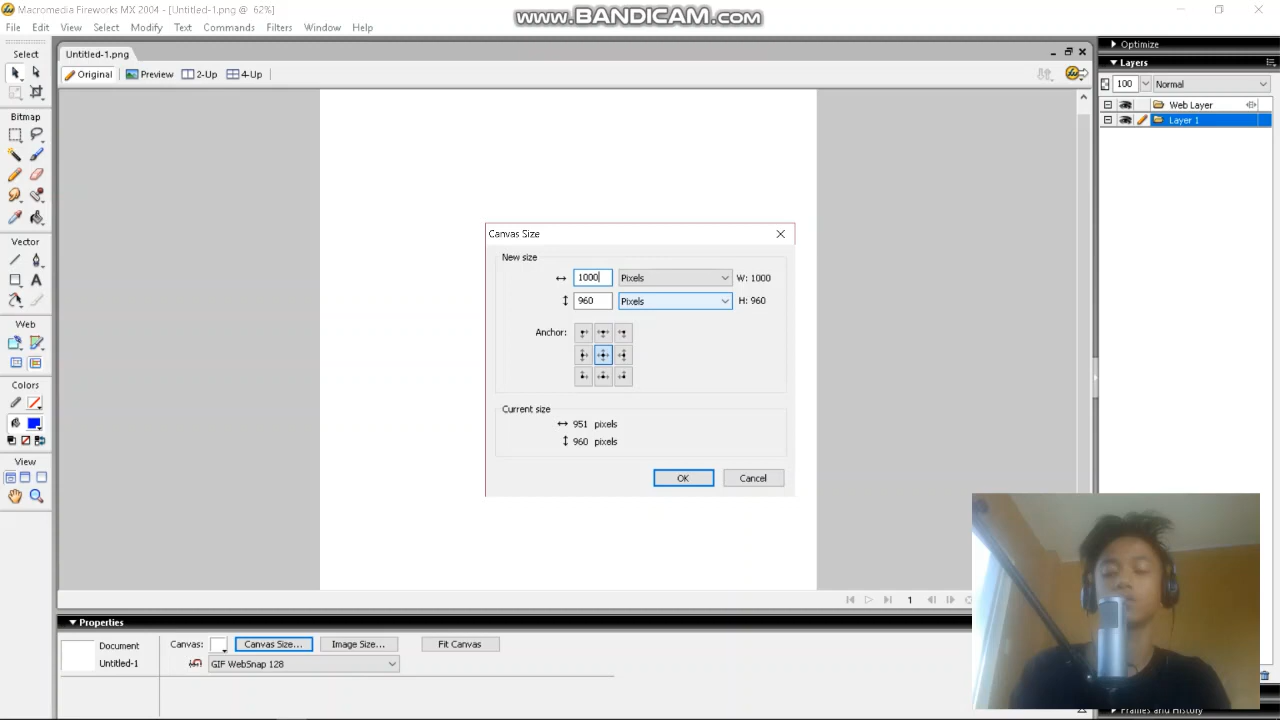 Macromedia Fireworks MX 2004 - [Untitled-1.png @ 62%]
www.BANDICAM.com
File Edit View Select Modify Text Commands Filters Window Help
Select
Untitled-1.png
Original Preview 2-Up 4-Up
Bitmap
Vector
Web
Colors
View
Optimize
Layers
100 Normal
Web Layer
Layer 1
Canvas Size
New size
1000 Pixels W: 1000
960 Pixels H: 960
Anchor:
Current size
951 pixels
960 pixels
OK Cancel
1
Properties
Document Canvas: Canvas Size... Image Size... Fit Canvas
Untitled-1 GIF WebSnap 128
Frames and History